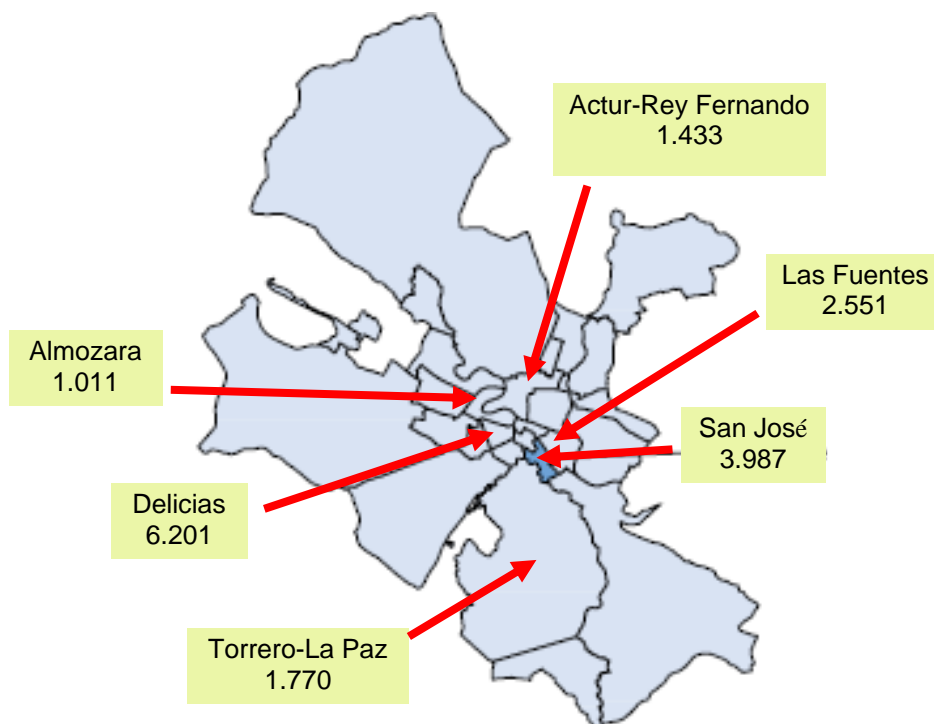 Actur-Rey Fernando
1.433
Las Fuentes
2.551
Almozara
1.011
San José
3.987
Delicias
6.201
Torrero-La Paz
1.770